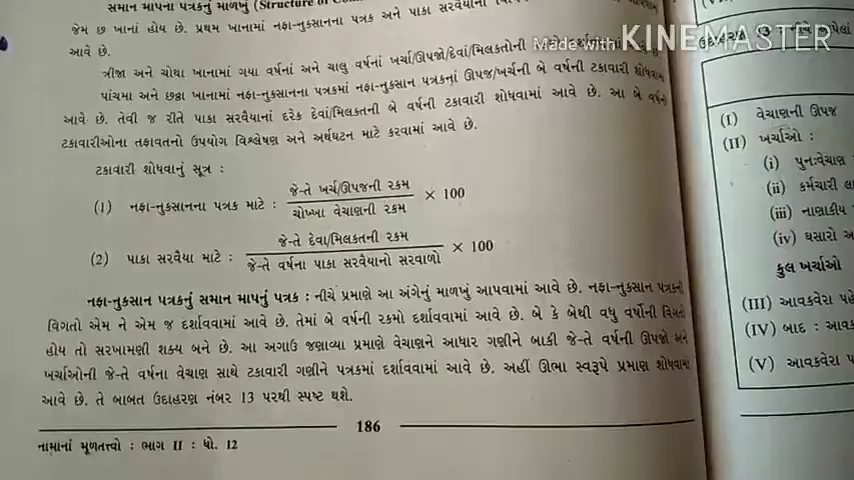 સમાન માપના પત્રકનું માળખું (Structure of
જેમ છ ખાનાં હોય છે. પ્રથમ ખાનામાં નફા-નુકસાનના પત્રક અને પાકા સરવૈયાની
આવે છે.
ત્રીજા અને ચોથા ખાનામાં ગયા વર્ષનાં અને ચાલુ વર્ષનાં ખર્ચા/ઊપજો/દેવાં/મિલકતોની
પાંચમા અને છઠ્ઠા ખાનામાં નફા-નુકસાનના પત્રકમાં નફા-નુકસાન પત્રકનાં ઊપજ/ખર્ચની બે વર્ષની ટકાવારી શોધવામાં
આવે છે. તેવી જ રીતે પાકા સરવૈયાનાં દરેક દેવાં/મિલકતની બે વર્ષની ટકાવારી શોધવામાં આવે છે. આ બે વર્ષની
ટકાવારીઓના તફાવતનો ઉપયોગ વિશ્લેષણ અને અર્થઘટન માટે કરવામાં આવે છે.
ટકાવારી શોધવાનું સૂત્ર :
(1) નફા-નુકસાનના પત્રક માટે : જે-તે ખર્ચ/ઊપજની રકમ / ચોખ્ખા વેચાણની રકમ × 100
(2) પાકા સરવૈયા માટે : જે-તે દેવા/મિલકતની રકમ / જે-તે વર્ષના પાકા સરવૈયાનો સરવાળો × 100
નફા-નુકસાન પત્રકનું સમાન માપનું પત્રક : નીચે પ્રમાણે આ અંગેનું માળખું આપવામાં આવે છે. નફા-નુકસાન પત્રકની
વિગતો એમ ને એમ જ દર્શાવવામાં આવે છે. તેમાં બે વર્ષની રકમો દર્શાવવામાં આવે છે. બે કે બેથી વધુ વર્ષોની વિગતો
હોય તો સરખામણી શક્ય બને છે. આ અગાઉ જણાવ્યા પ્રમાણે વેચાણને આધાર ગણીને બાકી જે-તે વર્ષની ઊપજો અને
ખર્ચાઓની જે-તે વર્ષના વેચાણ સાથે ટકાવારી ગણીને પત્રકમાં દર્શાવવામાં આવે છે. અહીં ઊભા સ્વરૂપે પ્રમાણ શોધવામાં
આવે છે. તે બાબત ઉદાહરણ નંબર 13 પરથી સ્પષ્ટ થશે.
186
નામાનાં મૂળતત્ત્વો : ભાગ II : ધો. 12
Made with KINEMASTER
ઉદાહરણ 13
(I) વેચાણની ઊપજ
(II) ખર્ચાઓ :
(i) પુનઃવેચાણ
(ii) કર્મચારી
(iii) નાણાકીય
(iv) ઘસારો
કુલ ખર્ચાઓ
(III) આવકવેરા
(IV) બાદ :
(V) આવકવેરા